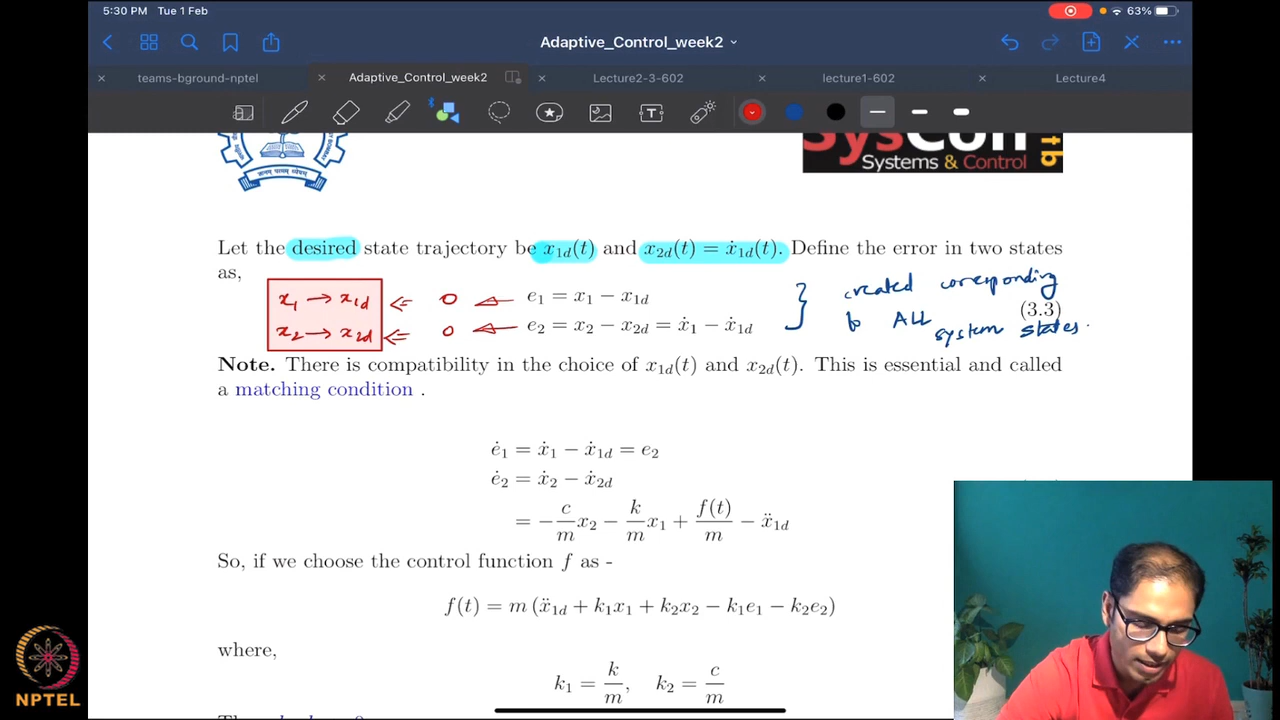 5:30 PM Tue 1 Feb
63%
Adaptive_Control_week2
teams-bground-nptel
Adaptive_Control_week2
Lecture2-3-602
lecture1-602
Lecture4
SysCon
Systems & Control
itb
Let the desired state trajectory be x₁d(t) and x₂d(t) = ẋ₁d(t). Define the error in two states
as,
x₁ → x₁d ⇐ 0 ← e₁ = x₁ − x₁d
x₂ → x₂d ⇐ 0 ← e₂ = x₂ − x₂d = ẋ₁ − ẋ₁d
(3.3)
} created corresponding
to ALL
system states.
Note. There is compatibility in the choice of x₁d(t) and x₂d(t). This is essential and called
a matching condition .
ė₁ = ẋ₁ − ẋ₁d = e₂
ė₂ = ẋ₂ − ẋ₂d
= −c/m x₂ − k/m x₁ + f(t)/m − ẍ₁d
So, if we choose the control function f as -
f(t) = m (ẍ₁d + k₁x₁ + k₂x₂ − k₁e₁ − k₂e₂)
where,
k₁ = k/m, k₂ = c/m
NPTEL